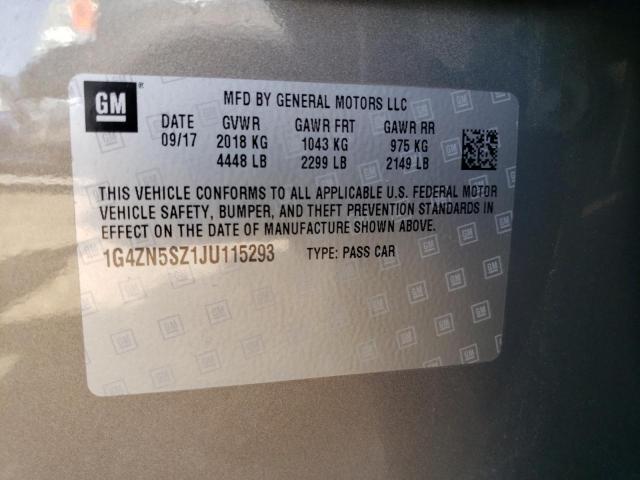 GM ®
MFD BY GENERAL MOTORS LLC
DATE GVWR GAWR FRT GAWR RR
09/17 2018 KG 1043 KG 975 KG
4448 LB 2299 LB 2149 LB
THIS VEHICLE CONFORMS TO ALL APPLICABLE U.S. FEDERAL MOTOR
VEHICLE SAFETY, BUMPER, AND THEFT PREVENTION STANDARDS IN
EFFECT ON THE DATE OF MANUFACTURE SHOWN ABOVE.
1G4ZN5SZ1JU115293 TYPE: PASS CAR